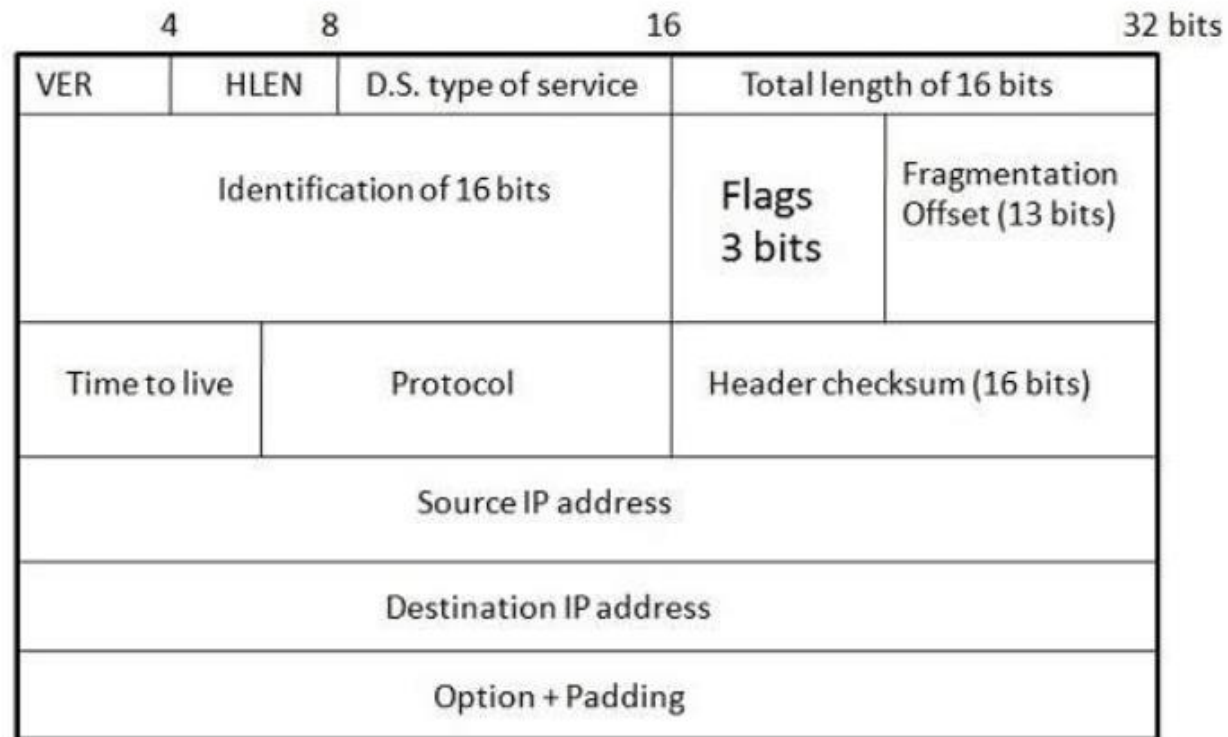 4 8 16 32 bits
VER HLEN D.S. type of service Total length of 16 bits
Identification of 16 bits
Flags
3 bits
Fragmentation
Offset (13 bits)
Time to live Protocol Header checksum (16 bits)
Source IP address
Destination IP address
Option + Padding